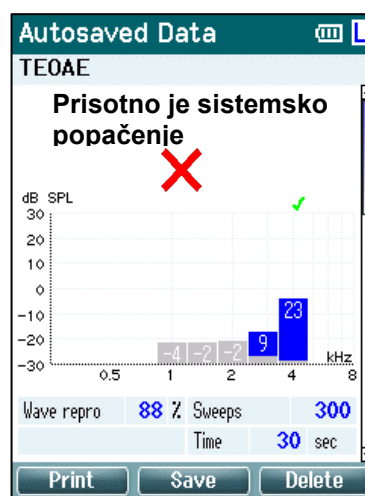 Autosaved Data L
TEOAE
Prisotno je sistemsko
popačenje
dB SPL
30
20
10
0
-10
-20
-30
-4 -2 -2 9 23
kHz
0.5 1 2 4 8
Wave repro 88 % Sweeps 300
Time 30 sec
Print Save Delete